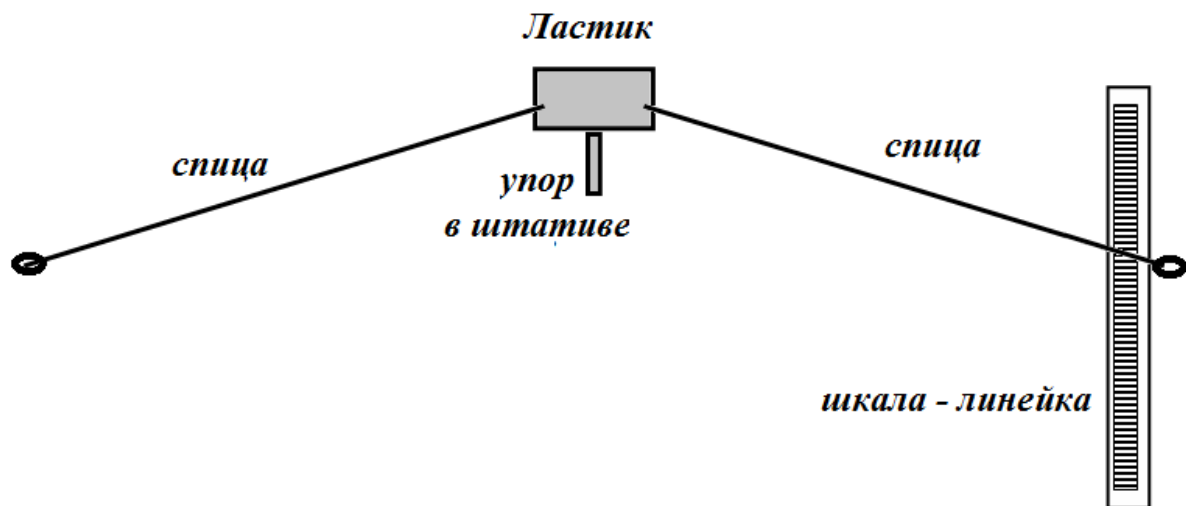 Ластик
спица
спица
упор
в штативе
шкала - линейка